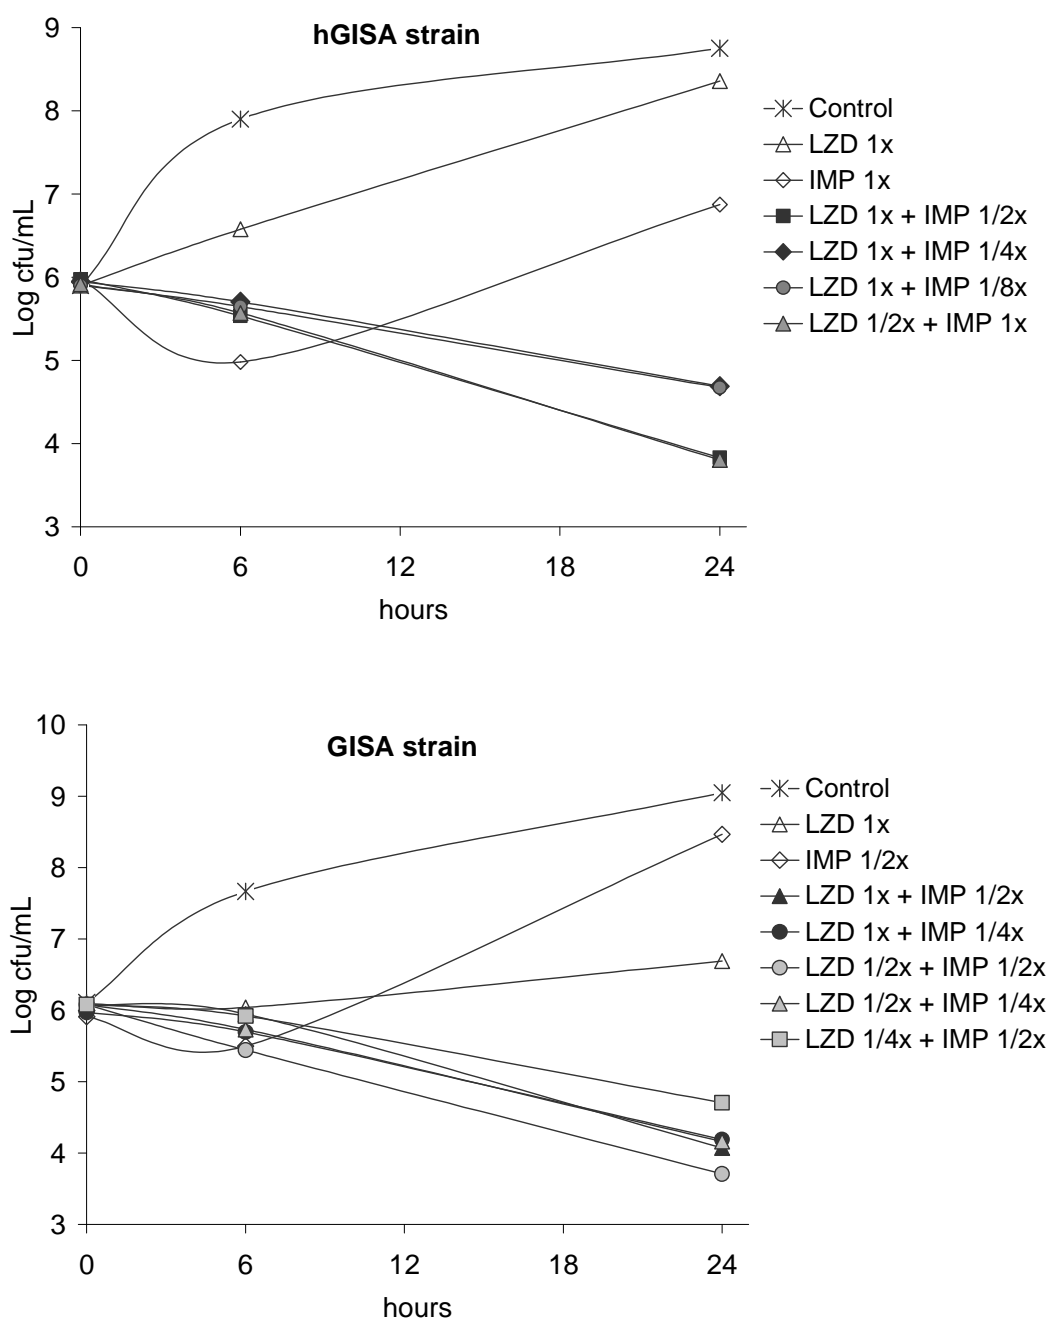 hGISA strain
9
8
7
6
5
4
3
Log cfu/mL
0 6 12 18 24
hours
Control
LZD 1x
IMP 1x
LZD 1x + IMP 1/2x
LZD 1x + IMP 1/4x
LZD 1x + IMP 1/8x
LZD 1/2x + IMP 1x
GISA strain
10
9
8
7
6
5
4
3
Log cfu/mL
0 6 12 18 24
hours
Control
LZD 1x
IMP 1/2x
LZD 1x + IMP 1/2x
LZD 1x + IMP 1/4x
LZD 1/2x + IMP 1/2x
LZD 1/2x + IMP 1/4x
LZD 1/4x + IMP 1/2x